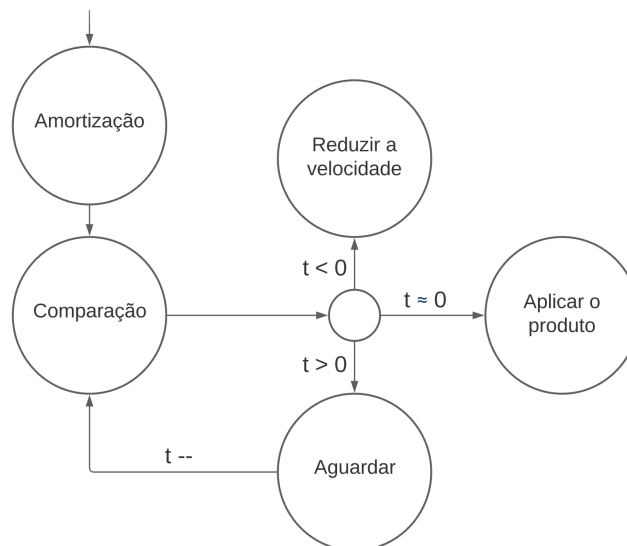 Amortização
Reduzir a
velocidade
t < 0
Comparação
t ≈ 0
Aplicar o
produto
t > 0
t --
Aguardar